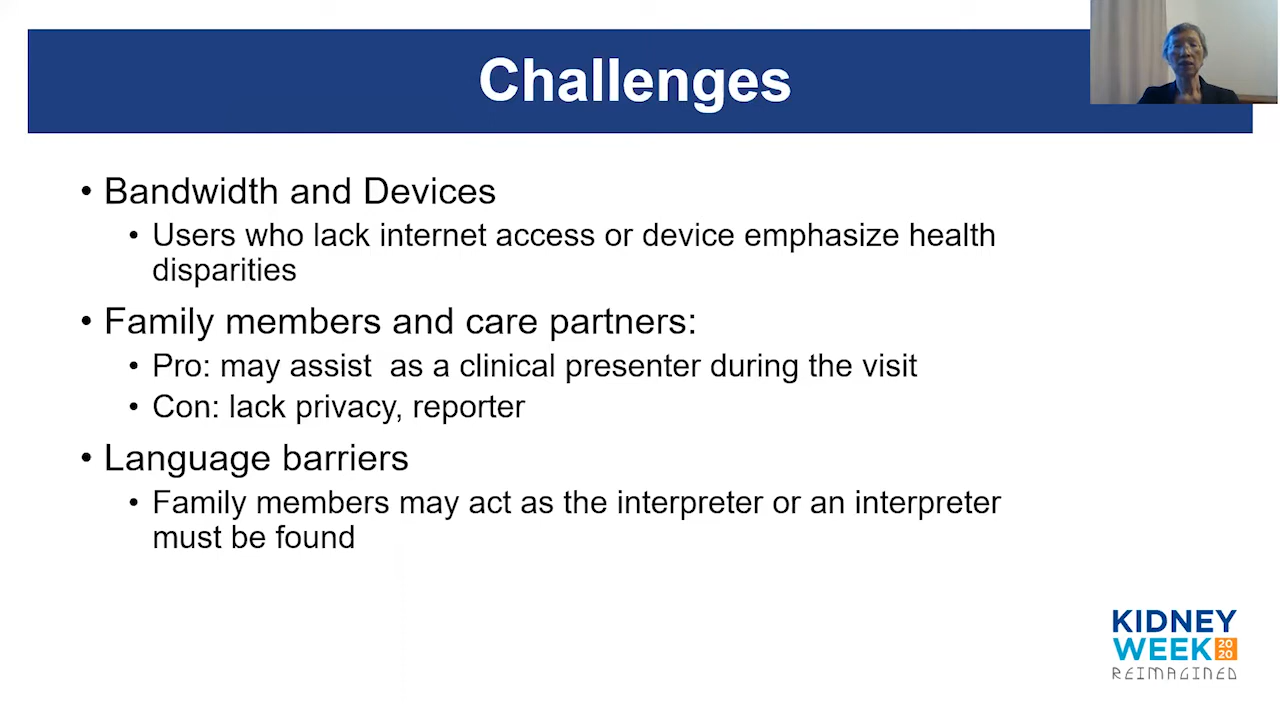 Challenges
• Bandwidth and Devices
• Users who lack internet access or device emphasize health
disparities
• Family members and care partners:
• Pro: may assist  as a clinical presenter during the visit
• Con: lack privacy, reporter
• Language barriers
• Family members may act as the interpreter or an interpreter
must be found
KIDNEY
WEEK 20
20
REIMAGINED